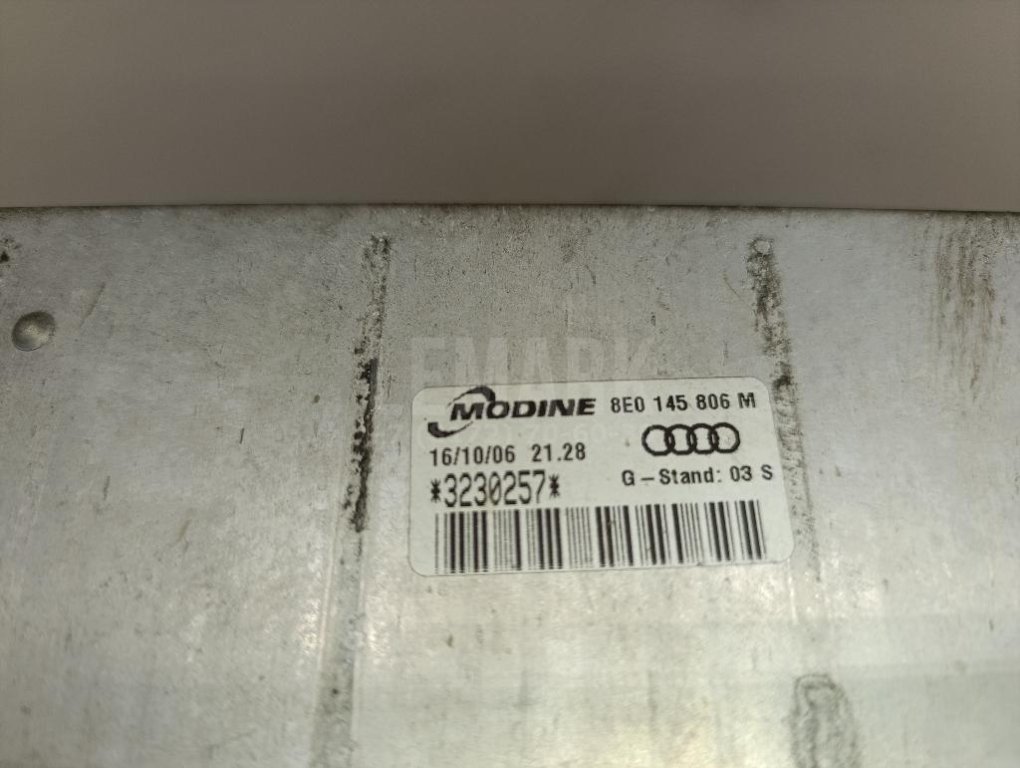 MODINE 8E0 145 806 M
16/10/06 21.28
G-Stand: 03 S
*3230257*